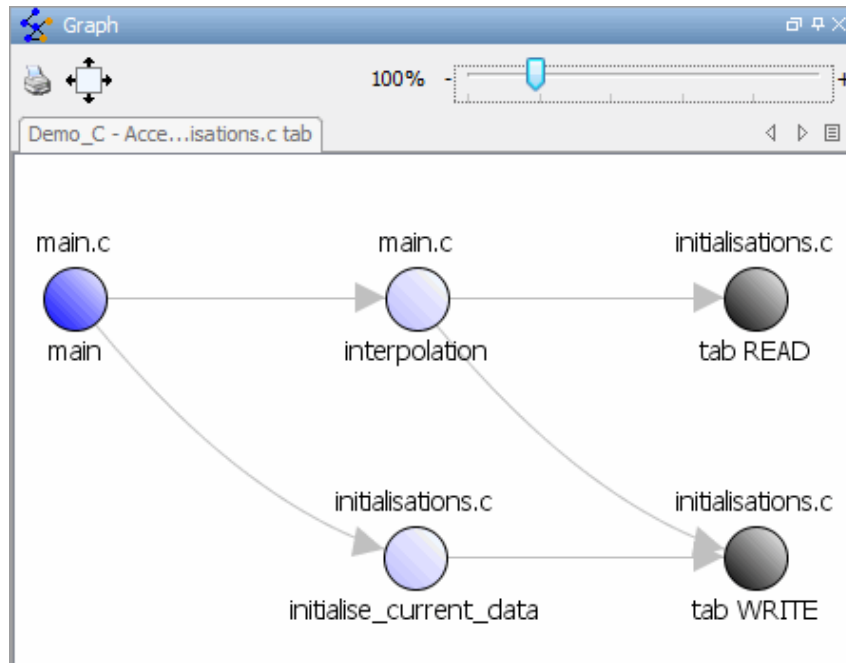 Graph
100% - +
Demo_C - Acce...isations.c tab
main.c main.c initialisations.c
main interpolation tab READ
initialisations.c initialisations.c
initialise_current_data tab WRITE